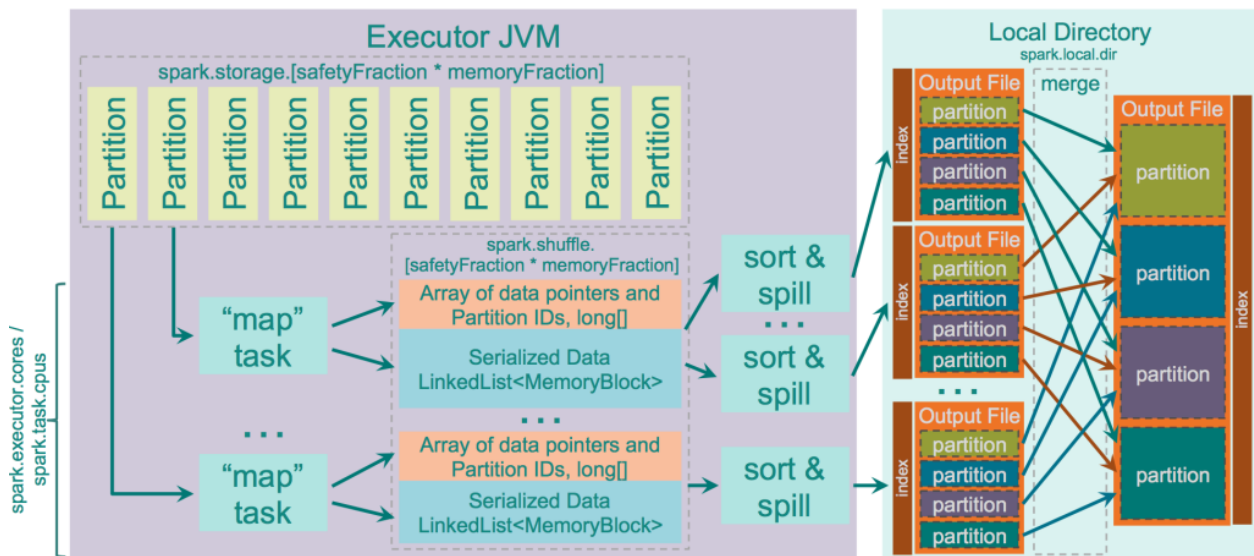 Executor JVM
spark.storage.[safetyFraction * memoryFraction]
Partition
Partition
Partition
Partition
Partition
Partition
Partition
Partition
Partition
Partition
spark.executor.cores /
spark.task.cpus
“map”
task
...
“map”
task
spark.shuffle.
[safetyFraction * memoryFraction]
Array of data pointers and
Partition IDs, long[]
Serialized Data
LinkedList<MemoryBlock>
...
Array of data pointers and
Partition IDs, long[]
Serialized Data
LinkedList<MemoryBlock>
sort &
spill
...
sort &
spill
sort &
spill
Local Directory
spark.local.dir
index
Output File
partition
partition
partition
partition
index
Output File
partition
partition
partition
partition
...
index
Output File
partition
partition
partition
partition
merge
Output File
partition
partition
partition
partition
index